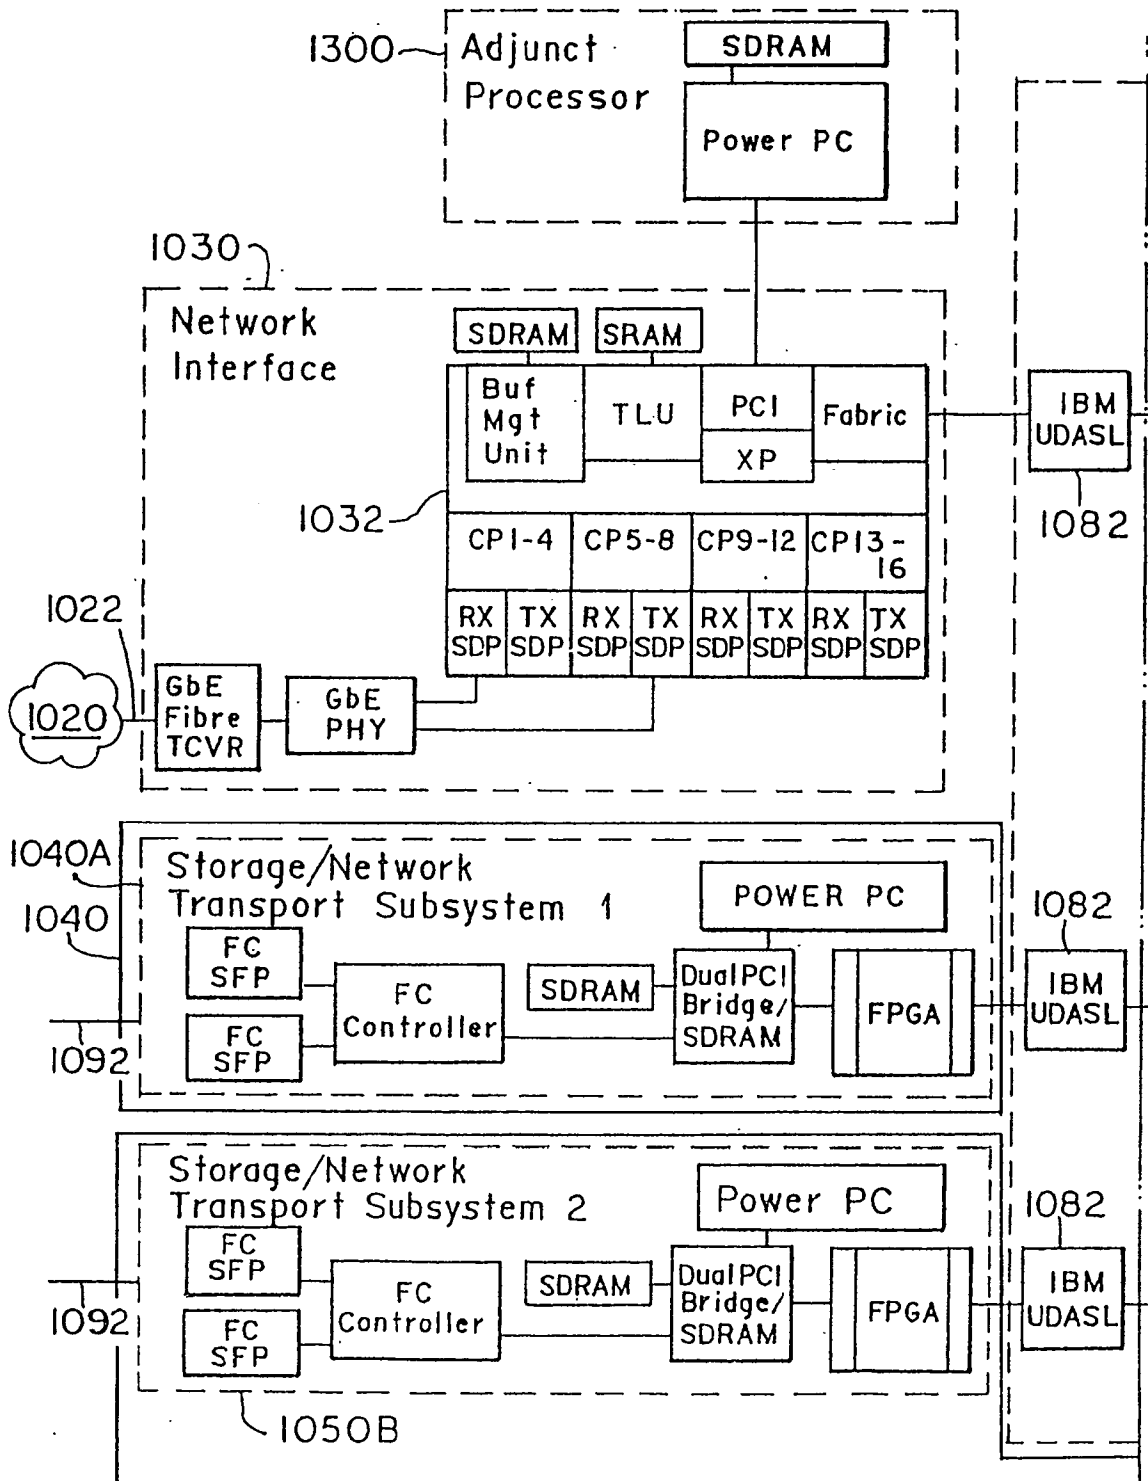 1300
Adjunct
Processor
SDRAM
Power PC
1030
Network
Interface
SDRAM
SRAM
Buf
Mgt
Unit
TLU
PCI
XP
Fabric
IBM
UDASL
1082
1032
CP1-4
CP5-8
CP9-12
CP13-
16
RX
SDP
TX
SDP
RX
SDP
TX
SDP
RX
SDP
TX
SDP
RX
SDP
TX
SDP
1022
1020
GbE
Fibre
TCVR
GbE
PHY
1040A
1040
Storage/Network
Transport Subsystem 1
POWER PC
1082
FC
SFP
FC
SFP
FC
Controller
SDRAM
Dual PCI
Bridge/
SDRAM
FPGA
IBM
UDASL
1092
Storage/Network
Transport Subsystem 2
Power PC
1082
FC
SFP
FC
SFP
FC
Controller
SDRAM
Dual PCI
Bridge/
SDRAM
FPGA
IBM
UDASL
1092
1050B